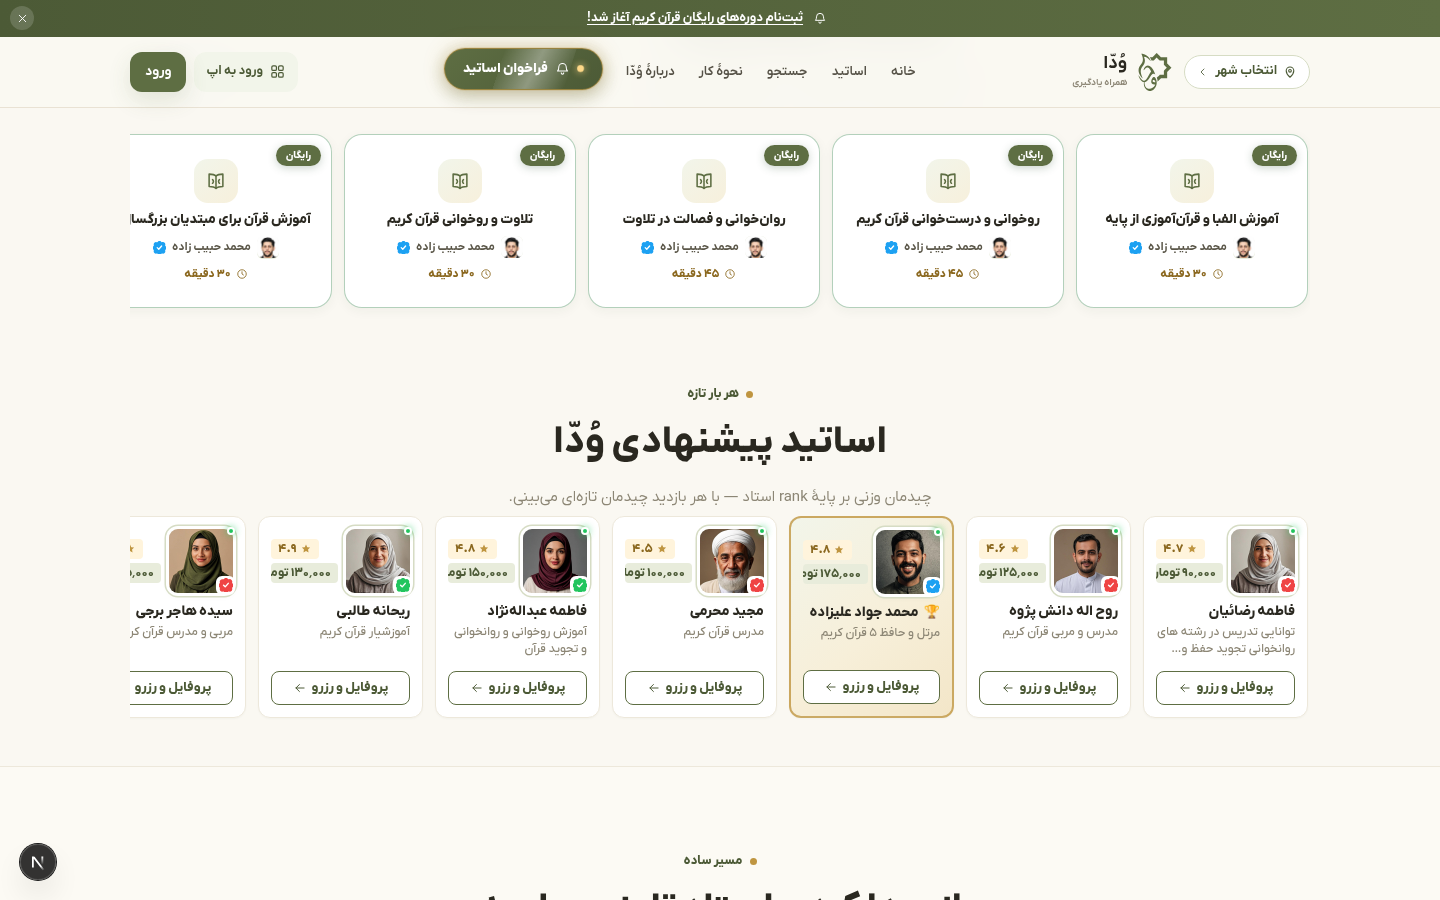 ثبت‌نام دوره‌های رایگان قرآن کریم آغاز شد!
انتخاب شهر
وُدّا
همراه یادگیری
خانه
اساتید
جستجو
نحوهٔ کار
دربارهٔ وُدّا
فراخوان اساتید
ورود به اپ
ورود
رایگان
آموزش الفبا و قرآن‌آموزی از پایه
محمد حبیب زاده
۳۰ دقیقه
رایگان
روخوانی و درست‌خوانی قرآن کریم
محمد حبیب زاده
۴۵ دقیقه
رایگان
روان‌خوانی و فصالت در تلاوت
محمد حبیب زاده
۴۵ دقیقه
رایگان
تلاوت و روخوانی قرآن کریم
محمد حبیب زاده
۳۰ دقیقه
رایگان
آموزش قرآن برای مبتدیان بزرگسال
محمد حبیب زاده
۳۰ دقیقه
هر بار تازه
اساتید پیشنهادی وُدّا
چیدمان وزنی بر پایهٔ rank استاد — با هر بازدید چیدمان تازه‌ای می‌بینی.
۴.۷
۹۰,۰۰۰ تومان
فاطمه رضائیان
توانایی تدریس در رشته های
روانخوانی تجوید حفظ و...
پروفایل و رزرو
۴.۶
۱۲۵,۰۰۰ توم
روح اله دانش پژوه
مدرس و مربی قرآن کریم
پروفایل و رزرو
۴.۸
۱۷۵,۰۰۰ توم
🏆 محمد جواد علیزاده
مرتل و حافظ ۵ قرآن کریم
پروفایل و رزرو
۴.۵
۱۰۰,۰۰۰ توما
مجید محرمی
مدرس قرآن کریم
پروفایل و رزرو
۴.۸
۱۵۰,۰۰۰ توم
فاطمه عبداله‌نژاد
آموزش روخوانی و روانخوانی
و تجوید قرآن
پروفایل و رزرو
۴.۹
۱۳۰,۰۰۰ توم
ریحانه طالبی
آموزشیار قرآن کریم
پروفایل و رزرو
سیده هاجر برجی
مربی و مدرس قرآن کر
پروفایل و رزرو
مسیر ساده
N